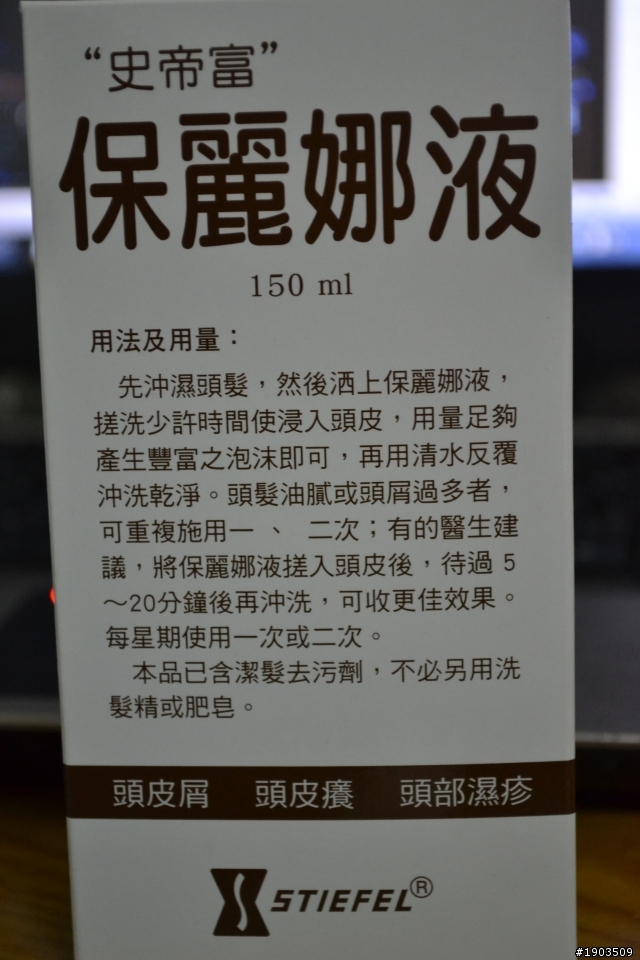 “史帝富”
保麗娜液
150 ml
用法及用量：
先沖濕頭髮，然後洒上保麗娜液，
搓洗少許時間使浸入頭皮，用量足夠
產生豐富之泡沫即可，再用清水反覆
沖洗乾淨。頭髮油膩或頭屑過多者，
可重複施用一 、 二次；有的醫生建
議，將保麗娜液搓入頭皮後，待過 5
～20分鐘後再沖洗，可收更佳效果。
每星期使用一次或二次。
本品已含潔髮去污劑，不必另用洗
髮精或肥皂。
頭皮屑 頭皮癢 頭部濕疹
STIEFEL®
#1903509